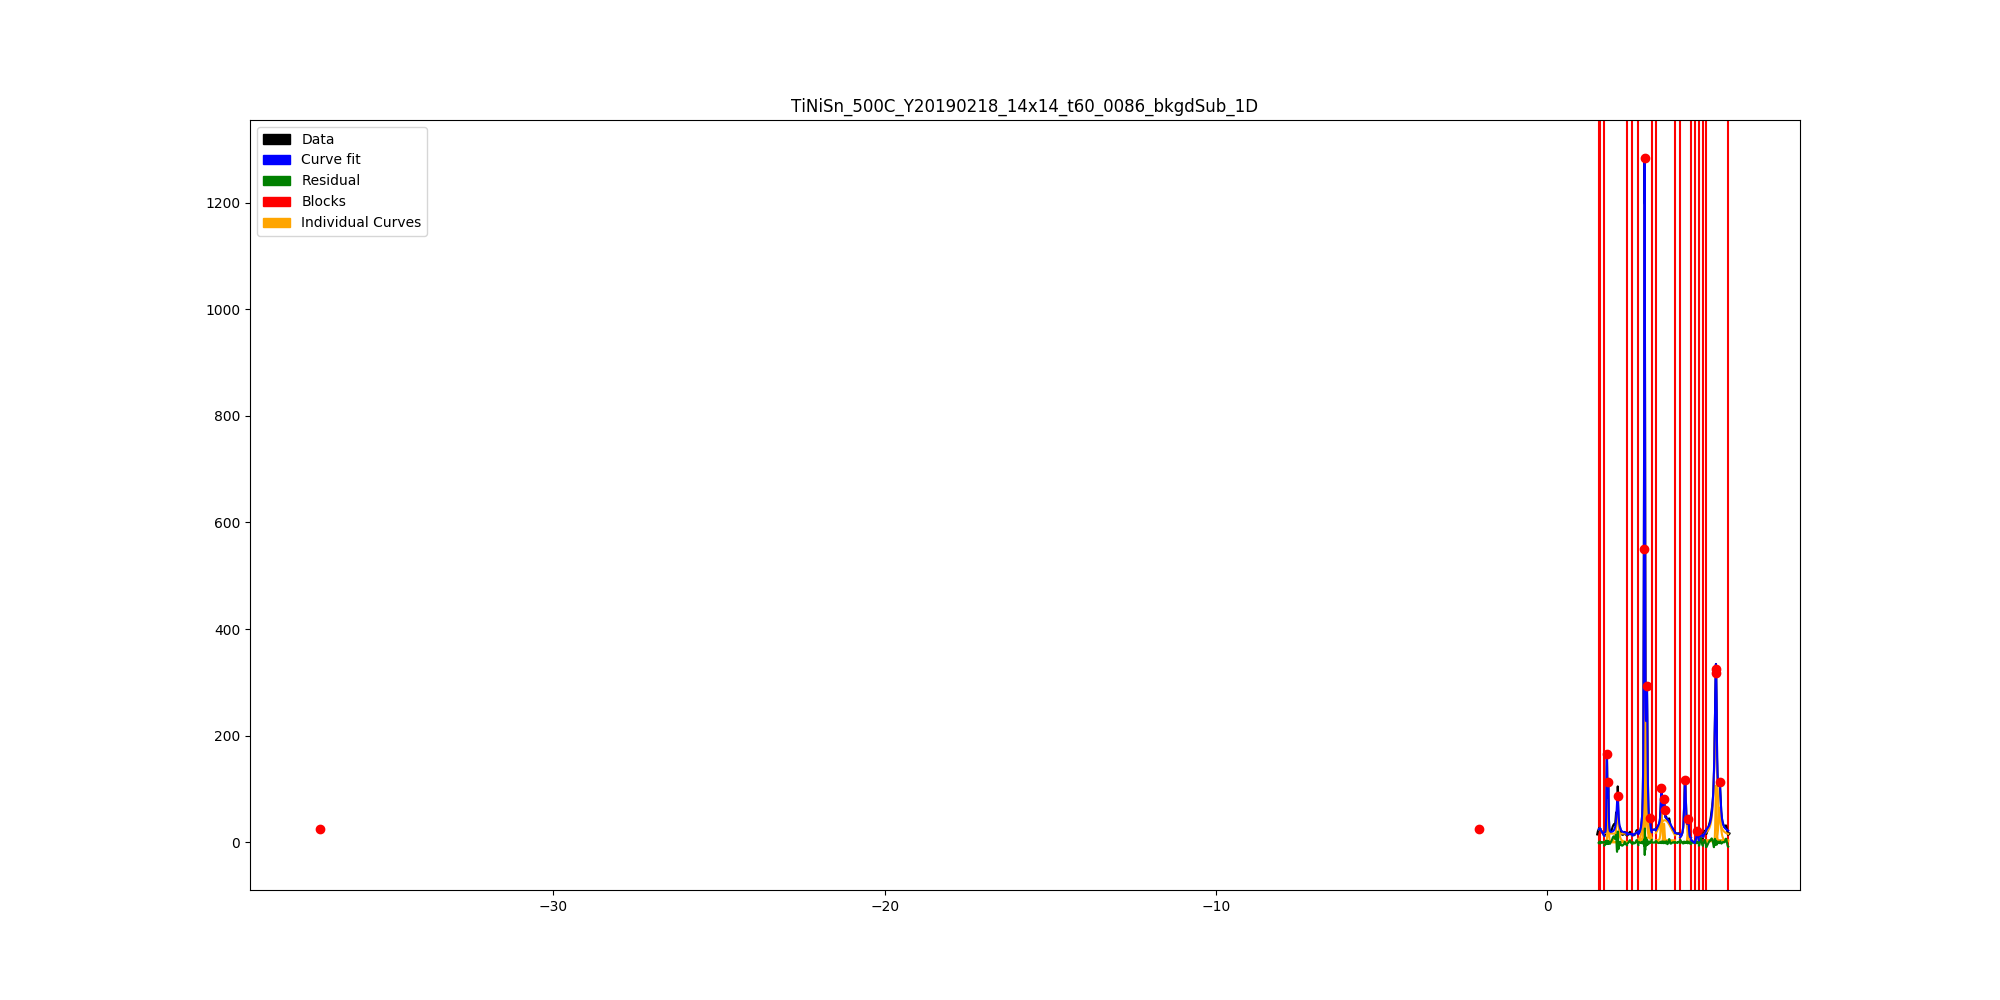 TiNiSn_500C_Y20190218_14x14_t60_0086_bkgdSub_1D
Data
Curve fit
Residual
Blocks
Individual Curves
1200
1000
800
600
400
200
0
−30
−20
−10
0